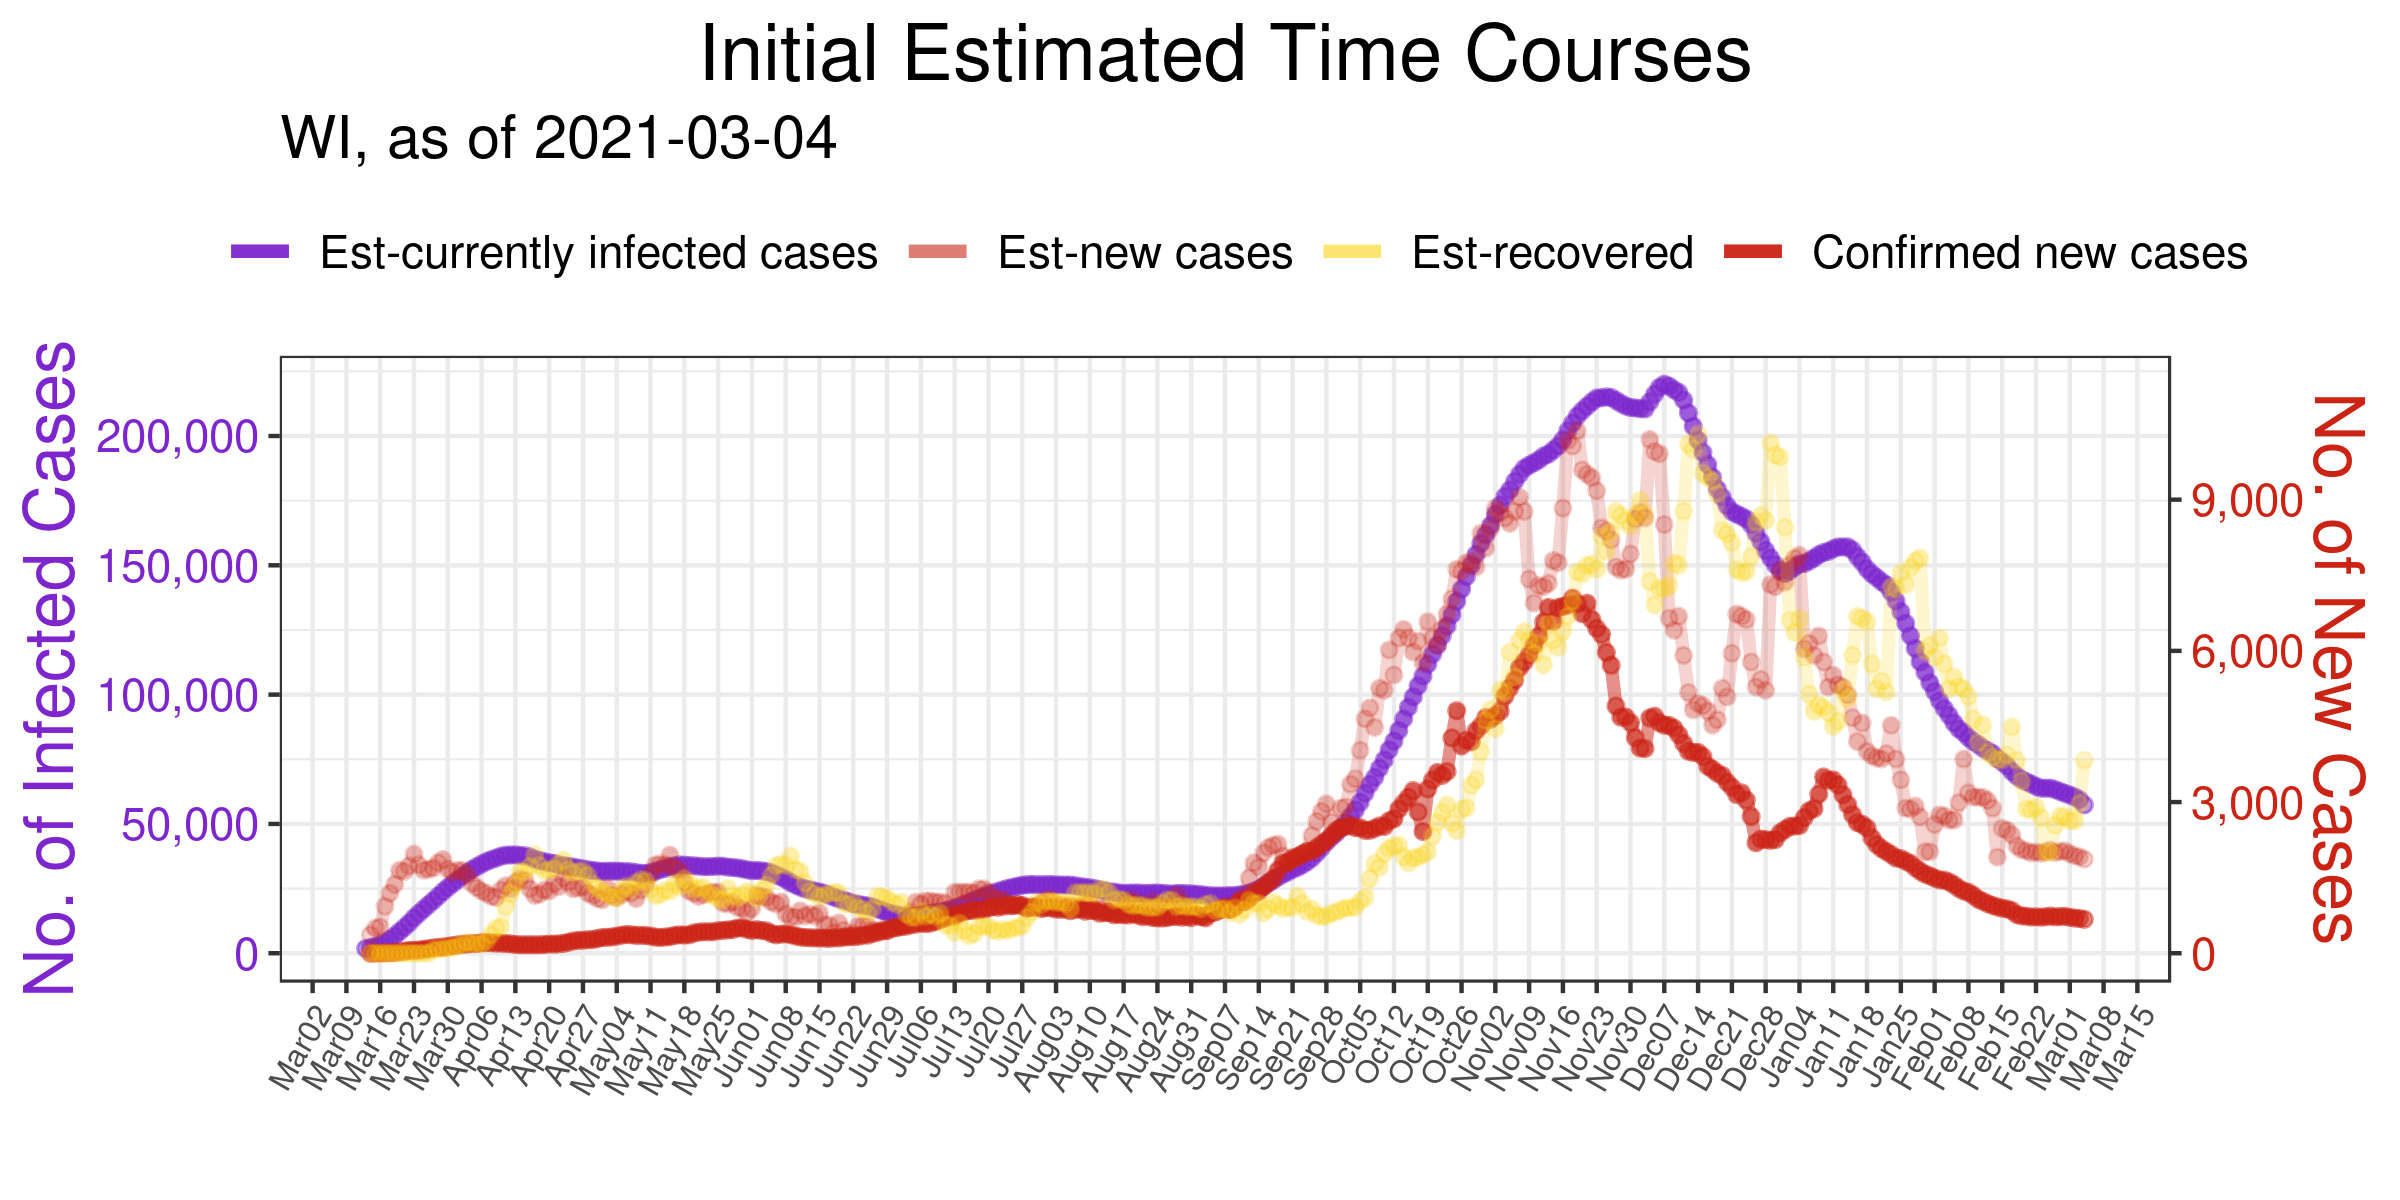 Initial Estimated Time Courses
WI, as of 2021-03-04
Est-currently infected cases Est-new cases Est-recovered Confirmed new cases
No. of Infected Cases
200,000
150,000
100,000
50,000
0
9,000
6,000
3,000
0
No. of New Cases
Mar02 Mar09 Mar16 Mar23 Mar30 Apr06 Apr13 Apr20 Apr27 May04 May11 May18 May25 Jun01 Jun08 Jun15 Jun22 Jun29 Jul06 Jul13 Jul20 Jul27 Aug03 Aug10 Aug17 Aug24 Aug31 Sep07 Sep14 Sep21 Sep28 Oct05 Oct12 Oct19 Oct26 Nov02 Nov09 Nov16 Nov23 Nov30 Dec07 Dec14 Dec21 Dec28 Jan04 Jan11 Jan18 Jan25 Feb01 Feb08 Feb15 Feb22 Mar01 Mar08 Mar15